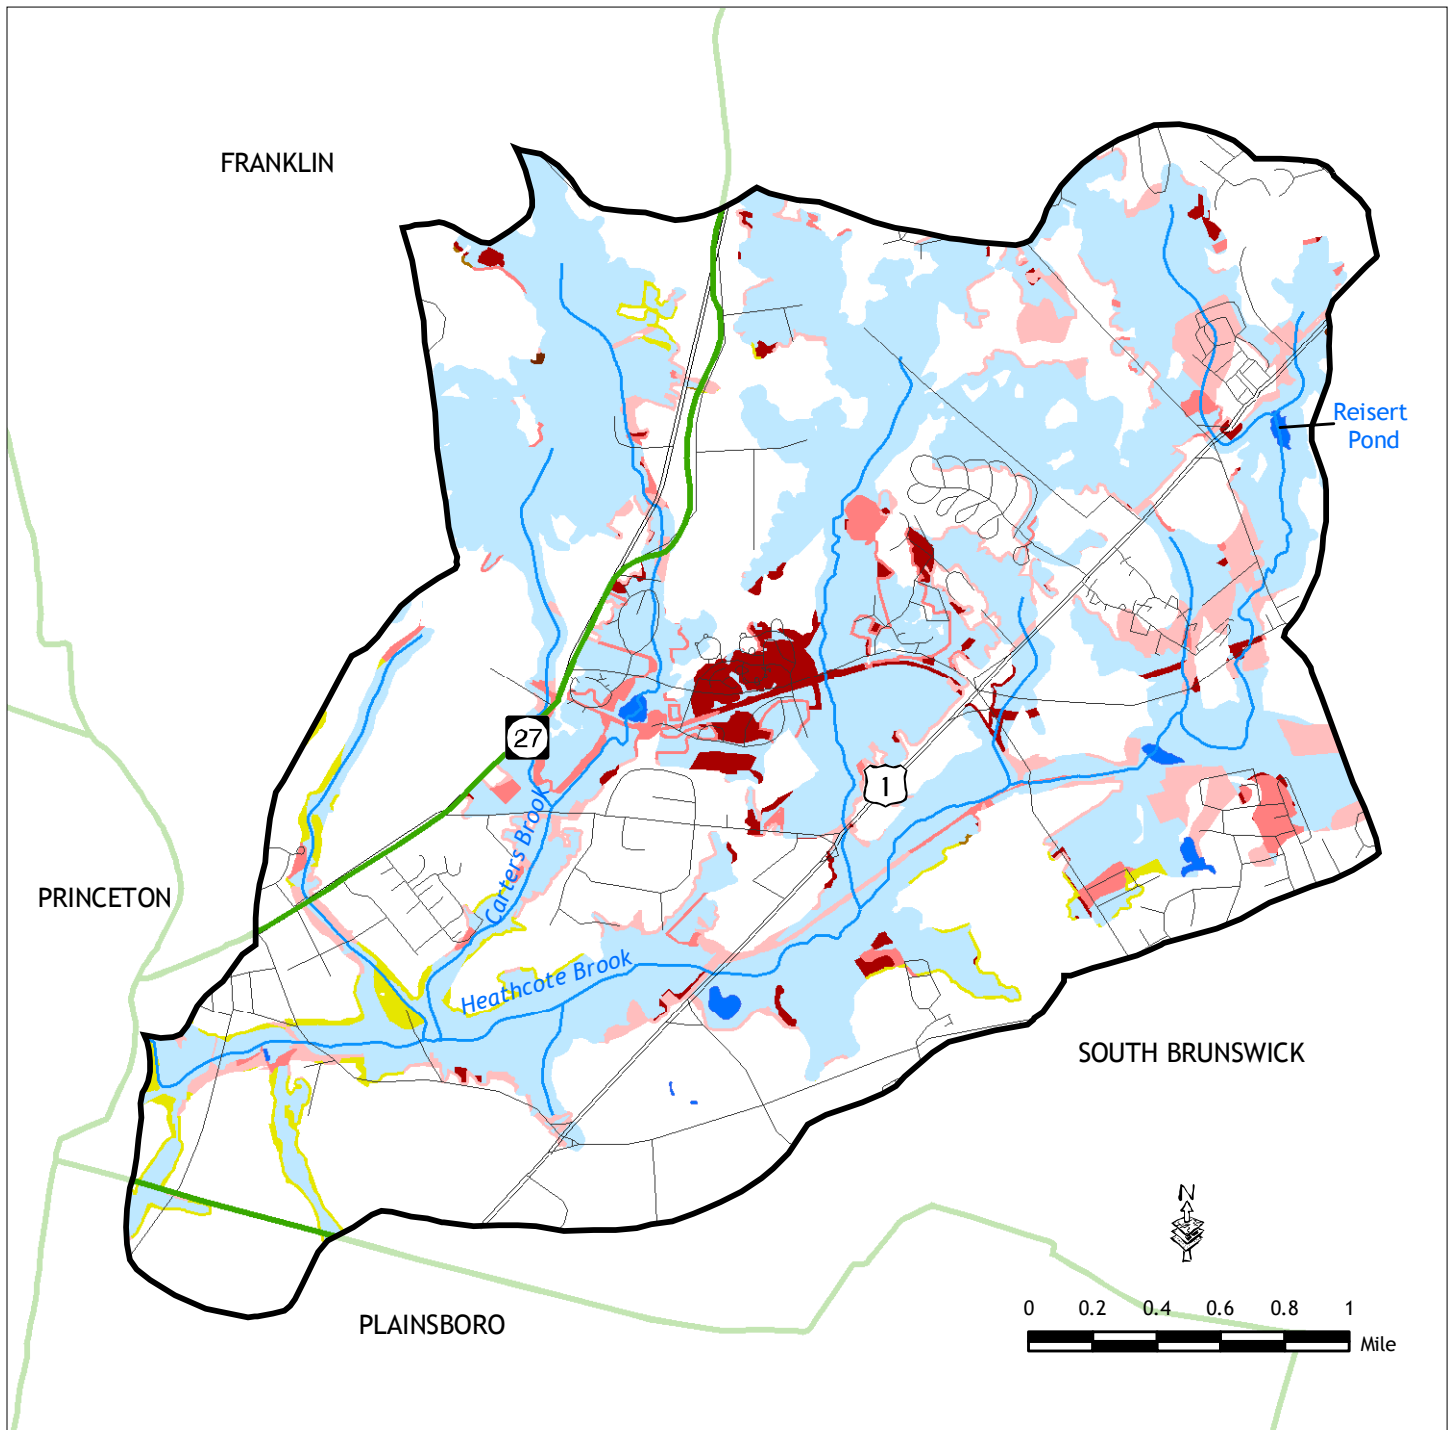 FRANKLIN
Reisert
Pond
27
1
Carters Brook
PRINCETON
Heathcote Brook
SOUTH BRUNSWICK
N
PLAINSBORO
0 0.2 0.4 0.6 0.8 1
Mile